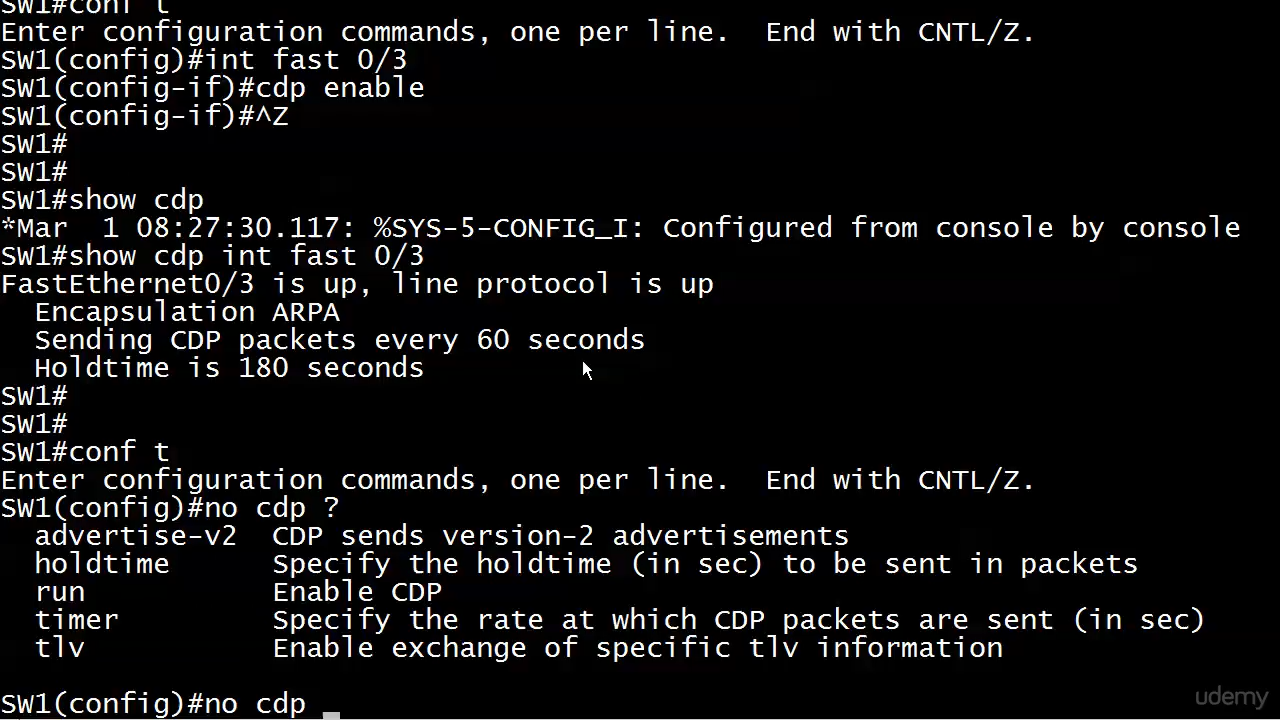 SW1#conf t
Enter configuration commands, one per line.  End with CNTL/Z.
SW1(config)#int fast 0/3
SW1(config-if)#cdp enable
SW1(config-if)#^Z
SW1#
SW1#
SW1#show cdp
*Mar  1 08:27:30.117: %SYS-5-CONFIG_I: Configured from console by console
SW1#show cdp int fast 0/3
FastEthernet0/3 is up, line protocol is up
  Encapsulation ARPA
  Sending CDP packets every 60 seconds
  Holdtime is 180 seconds
SW1#
SW1#
SW1#conf t
Enter configuration commands, one per line.  End with CNTL/Z.
SW1(config)#no cdp ?
  advertise-v2  CDP sends version-2 advertisements
  holdtime      Specify the holdtime (in sec) to be sent in packets
  run           Enable CDP
  timer         Specify the rate at which CDP packets are sent (in sec)
  tlv           Enable exchange of specific tlv information
SW1(config)#no cdp
udemy